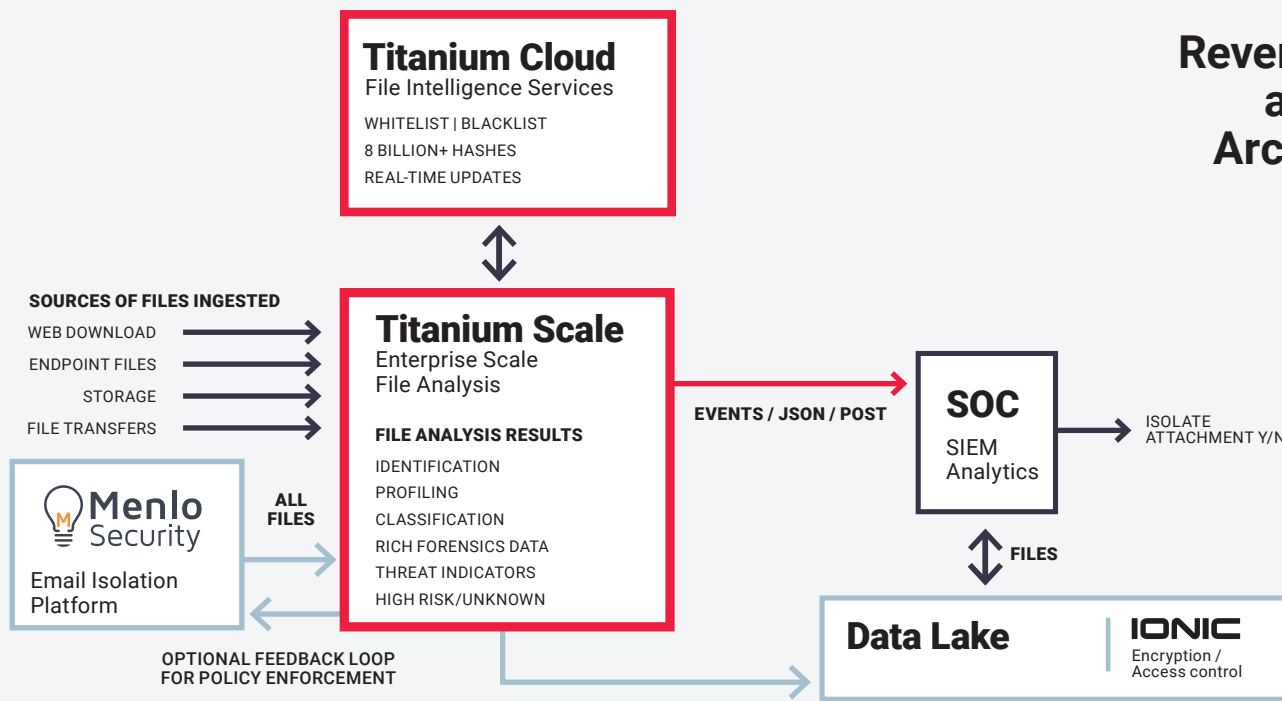 Titanium Cloud
File Intelligence Services
WHITELIST | BLACKLIST
8 BILLION+ HASHES
REAL-TIME UPDATES
Rever
a
Arc
SOURCES OF FILES INGESTED
WEB DOWNLOAD
ENDPOINT FILES
STORAGE
FILE TRANSFERS
Titanium Scale
Enterprise Scale
File Analysis
FILE ANALYSIS RESULTS
IDENTIFICATION
PROFILING
CLASSIFICATION
RICH FORENSICS DATA
THREAT INDICATORS
HIGH RISK/UNKNOWN
EVENTS / JSON / POST
SOC
SIEM
Analytics
ISOLATE
ATTACHMENT Y/N
M Menlo
Security
Email Isolation
Platform
ALL
FILES
FILES
OPTIONAL FEEDBACK LOOP
FOR POLICY ENFORCEMENT
Data Lake
IONIC
Encryption /
Access control